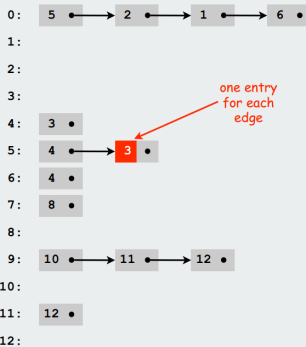 0: 5 2 1 6
1:
2:
3:
one entry
for each
edge
4: 3
5: 4 3
6: 4
7: 8
8:
9: 10 11 12
10:
11: 12
12: